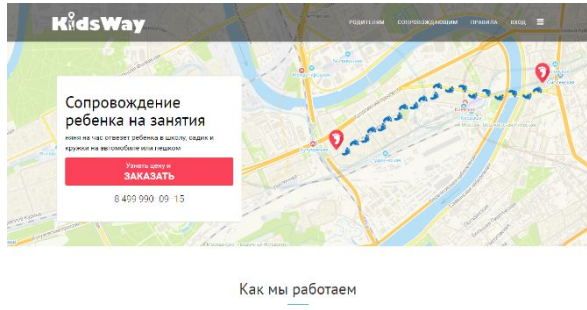 KidsWay
РОДИТЕЛЯМ СОПРОВОЖДАЮЩИМ ПРАВИЛА ВХОД
Сопровождение
ребенка на занятия
няня на час отвезет ребенка в школу, садик и
кружки на автомобиле или пешком
Узнать цену и
ЗАКАЗАТЬ
8 499 990-09-15
Как мы работаем